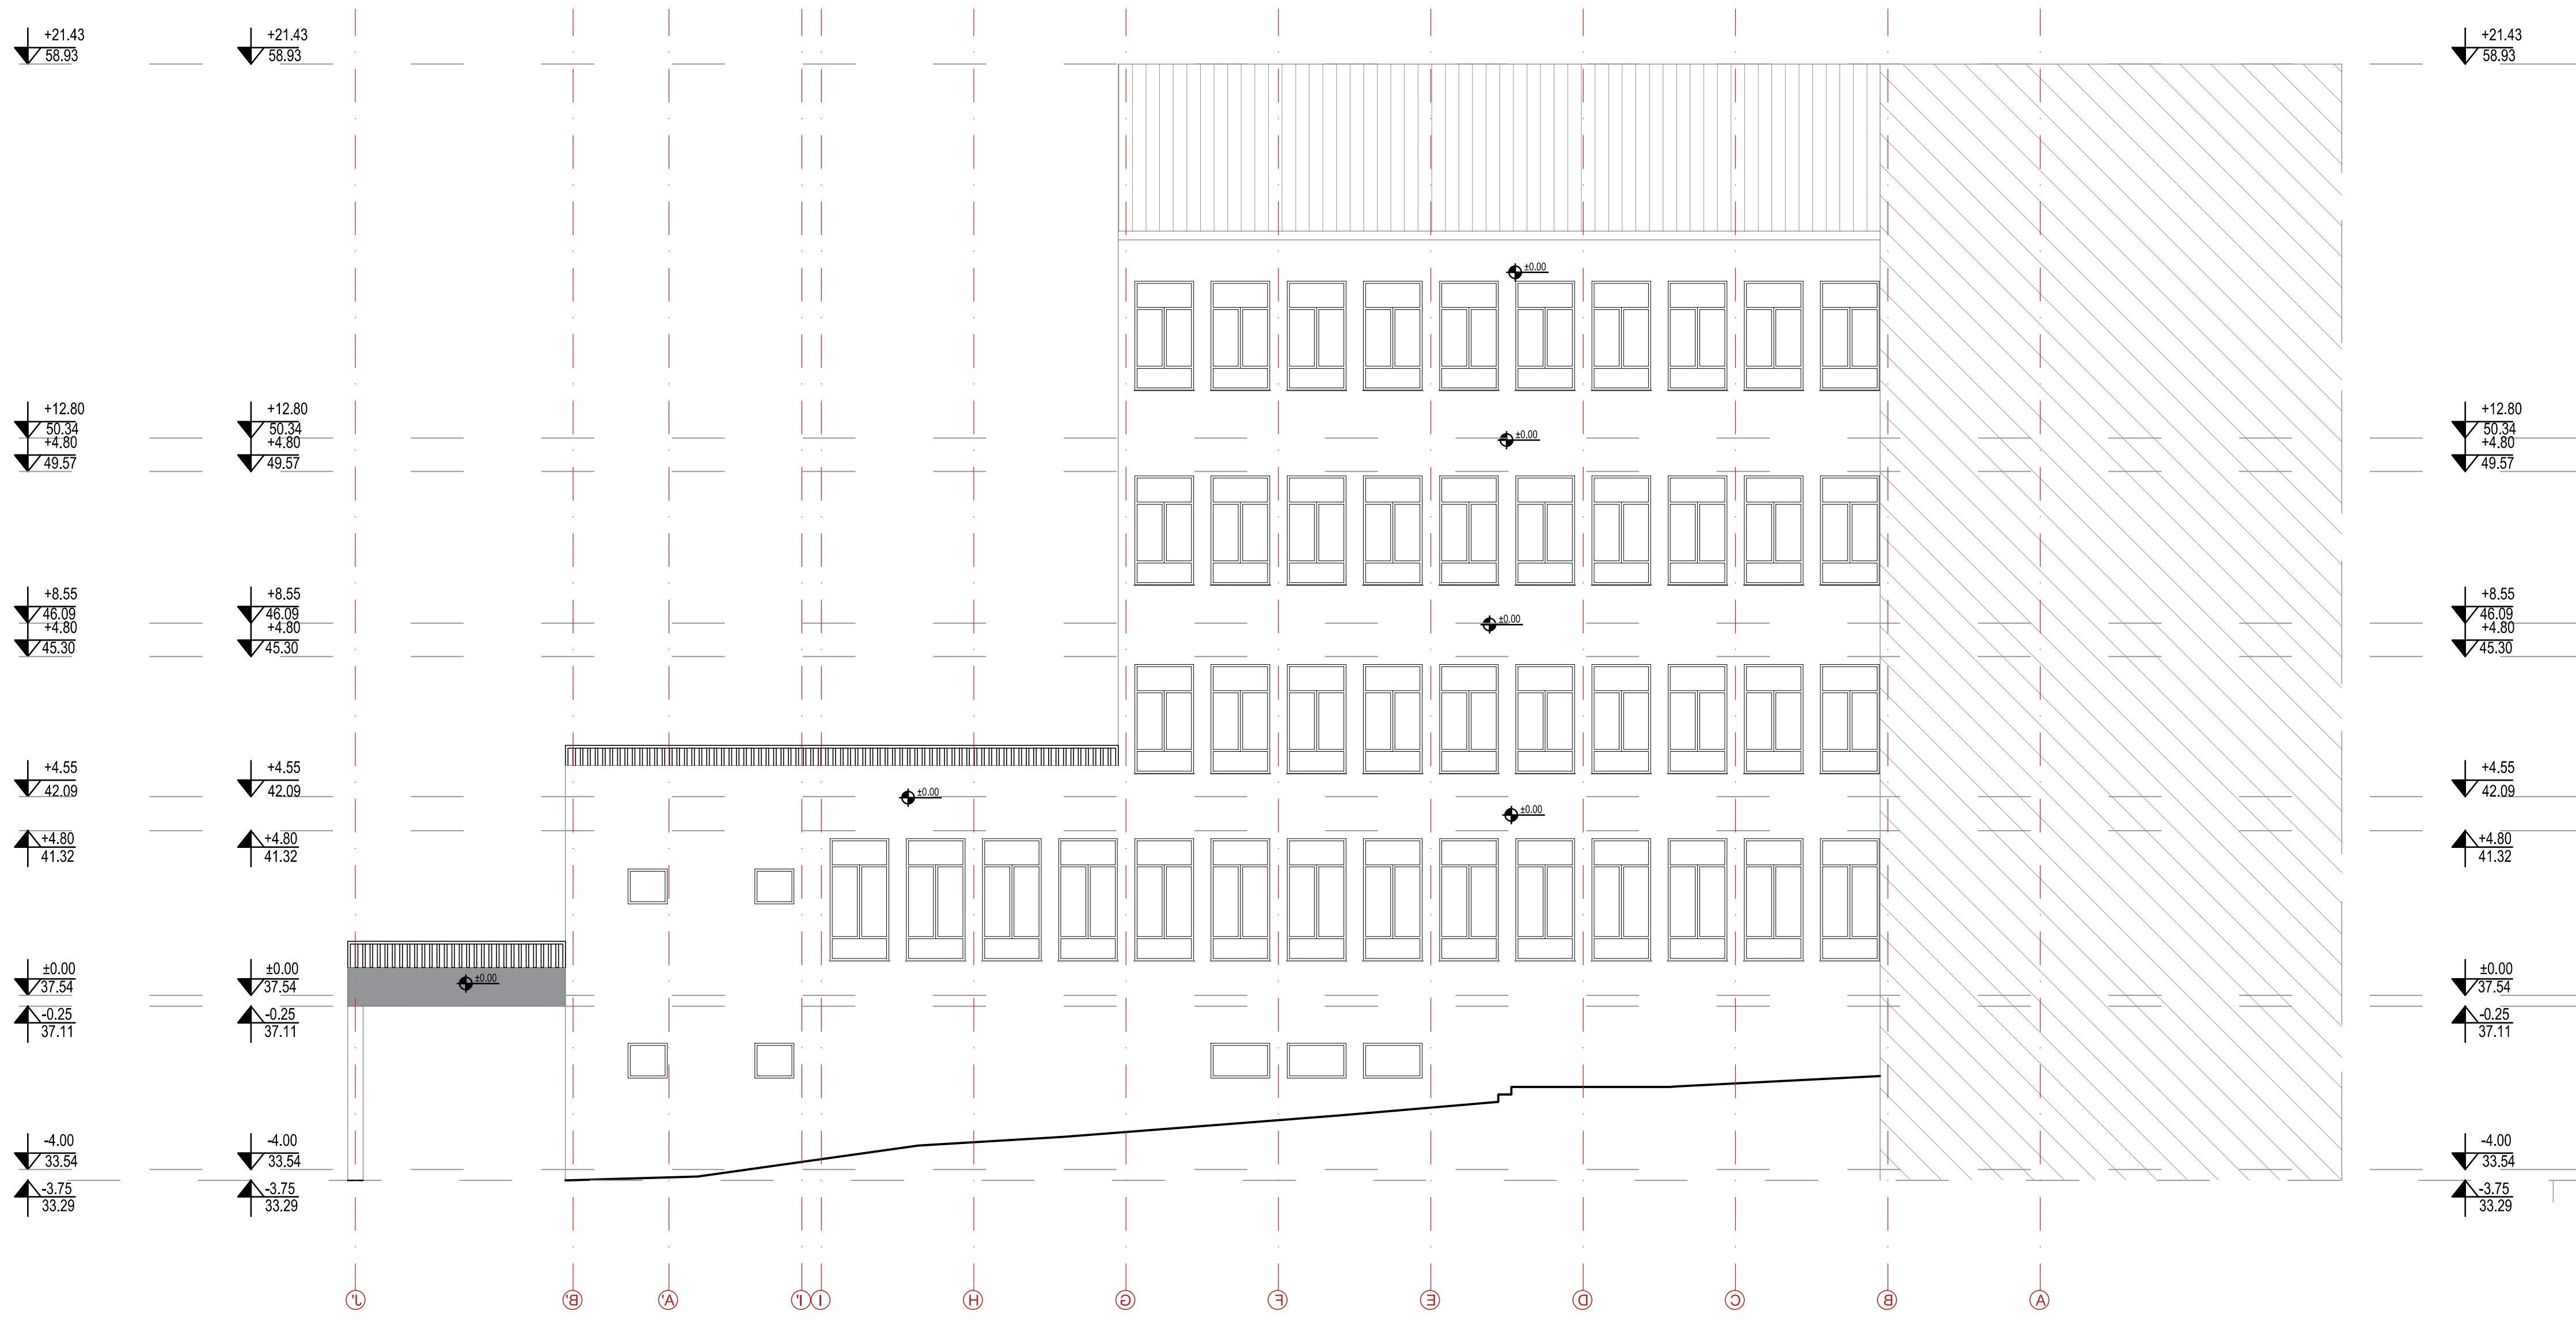 +21.43 +21.43 +21.43
58.93 58.93 58.93
±0.00
+12.80 +12.80 +12.80
50.34 50.34 ±0.00 50.34
+4.80 +4.80 +4.80
49.57 49.57 49.57
+8.55 +8.55 +8.55
46.09 46.09 ±0.00 46.09
+4.80 +4.80 +4.80
45.30 45.30 45.30
+4.55 +4.55 +4.55
42.09 42.09 ±0.00 42.09
±0.00
+4.80 +4.80 +4.80
41.32 41.32 41.32
±0.00 ±0.00 ±0.00
37.54 37.54 ±0.00 37.54
-0.25 -0.25 -0.25
37.11 37.11 37.11
-4.00 -4.00 -4.00
33.54 33.54 33.54
-3.75 -3.75 -3.75
33.29 33.29 33.29
J' B' A' I' I H G F E D C B A